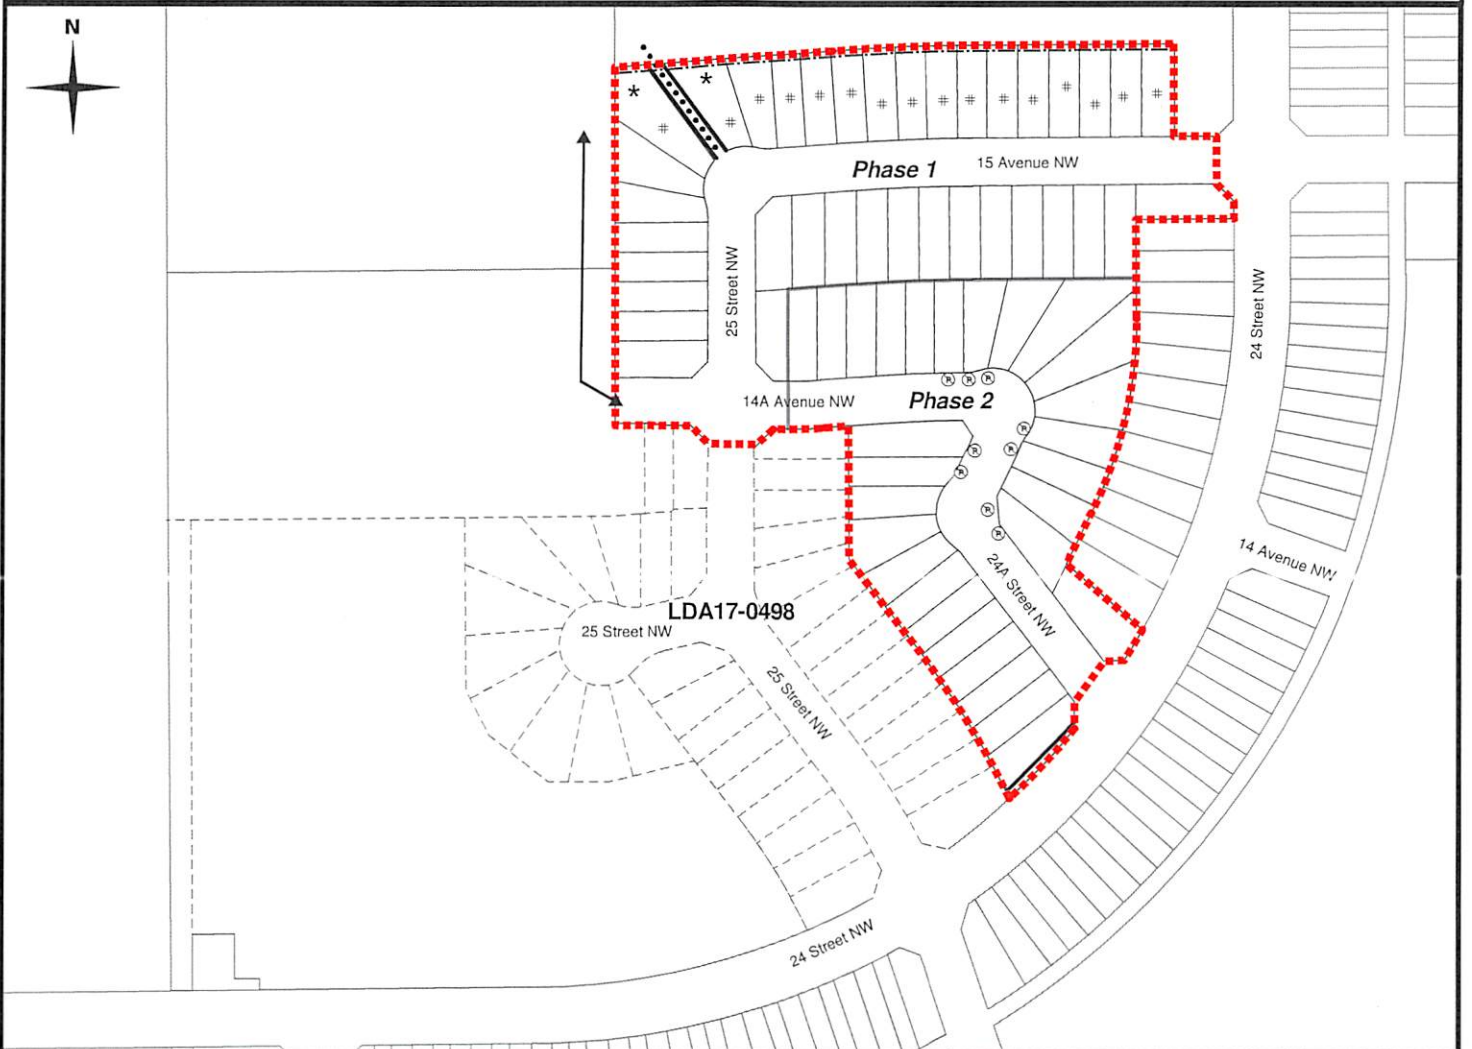 N
*
*
# # # # # # # # # # # # # # # #
Phase 1
15 Avenue NW
25 Street NW
24 Street NW
R R R
14A Avenue NW
Phase 2
R
R R
R
R
R
14 Avenue NW
24A Street NW
LDA17-0498
25 Street NW
25 Street NW
24 Street NW